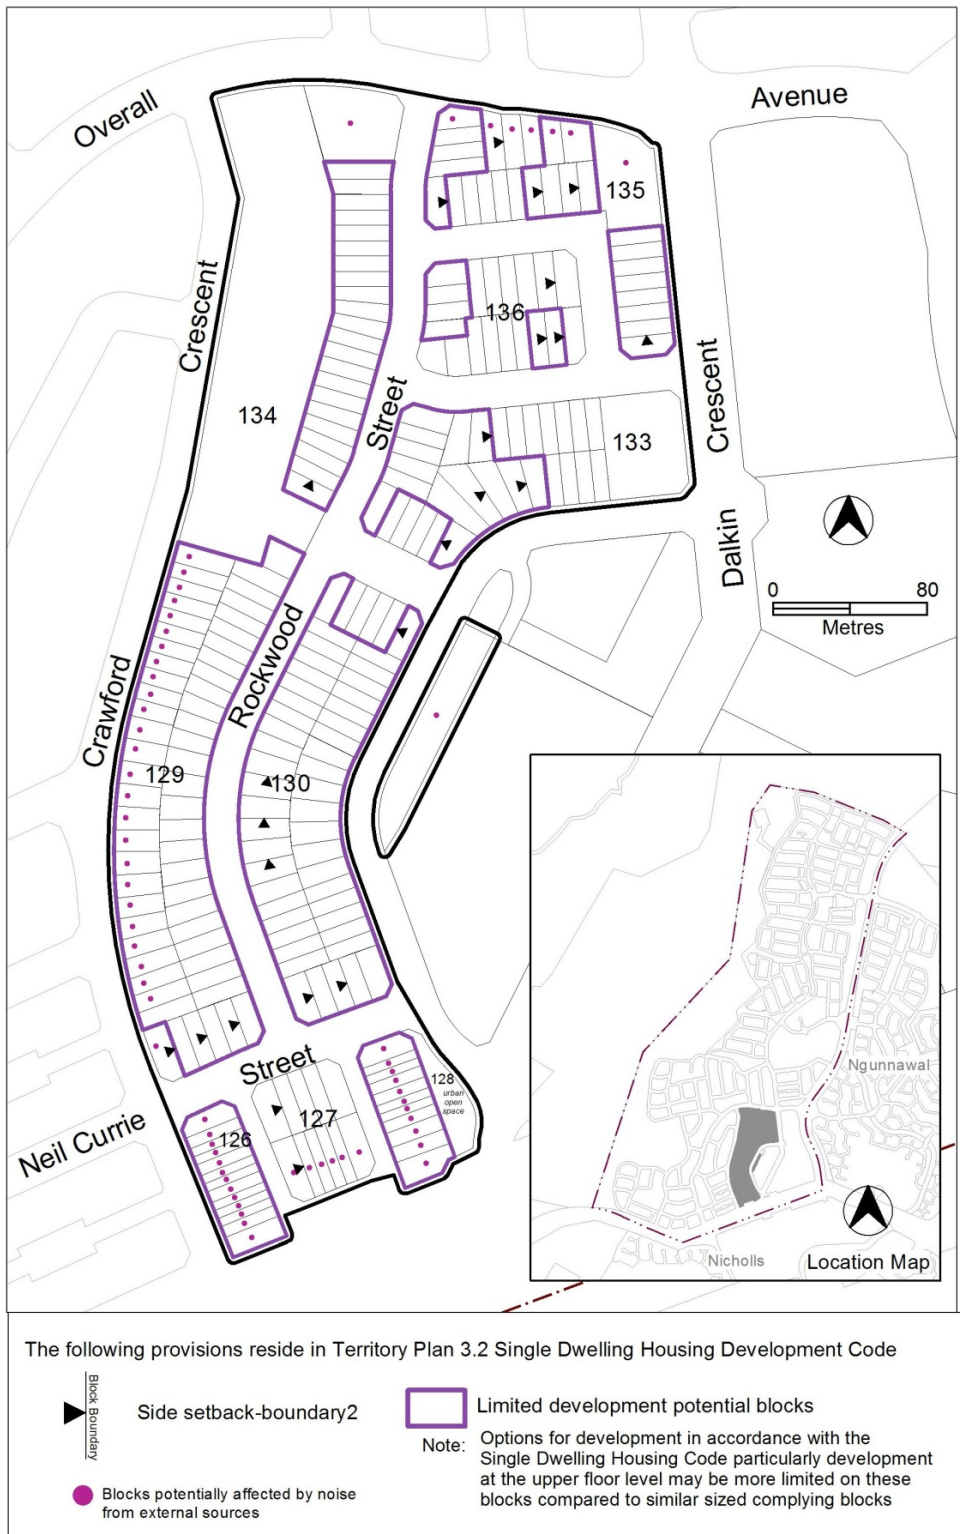 Overall
Avenue
135
Crescent
136
134
Street
133
Crescent
Dalkin
0 80
Metres
Rockwood
Crawford
129
130
Street
128
urban
open
space
127
126
Neil Currie
Ngunnawal
Nicholls
Location Map
The following provisions reside in Territory Plan 3.2 Single Dwelling Housing Development Code
Block Boundary
Side setback-boundary2
Limited development potential blocks
Note: Options for development in accordance with the
Single Dwelling Housing Code particularly development
at the upper floor level may be more limited on these
blocks compared to similar sized complying blocks
Blocks potentially affected by noise
from external sources